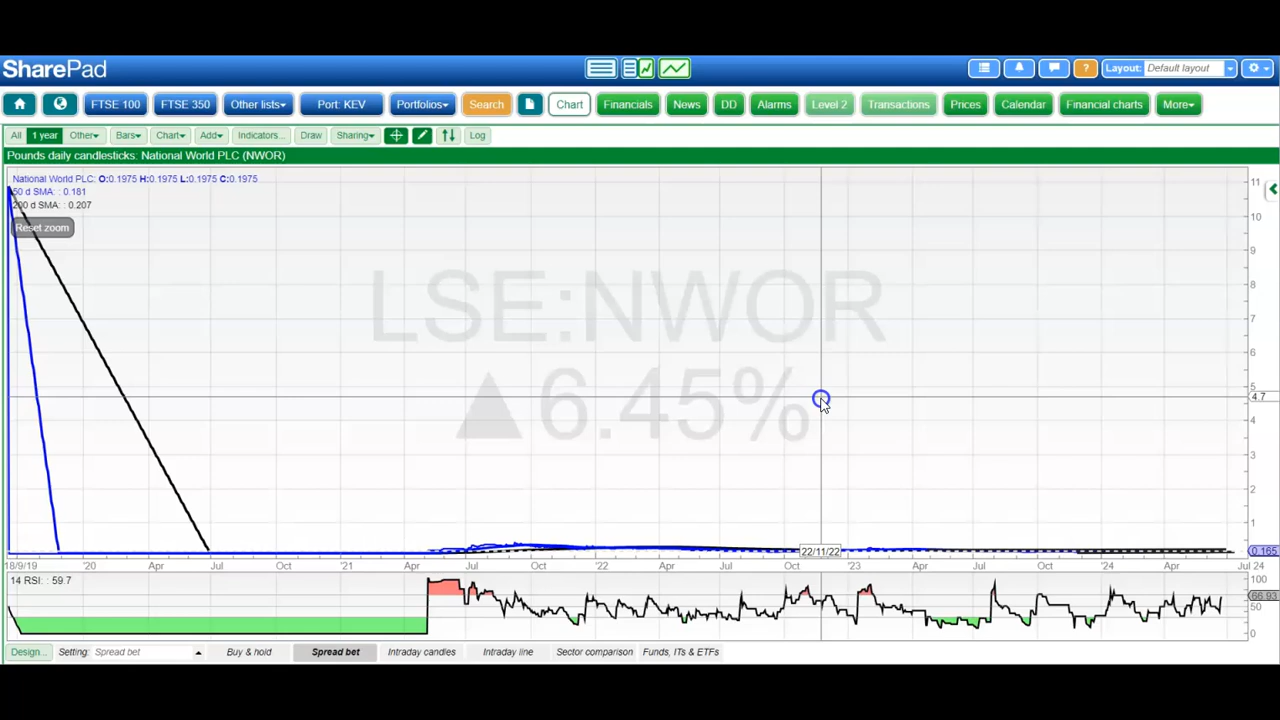 SharePad
Layout: Default layout
FTSE 100 FTSE 350 Other lists Port: KEV Portfolios Search Chart Financials News DD Alarms Level 2 Transactions Prices Calendar Financial charts More
All 1 year Other Bars Chart Add Indicators... Draw Sharing Log
Pounds daily candlesticks: National World PLC (NWOR)
National World PLC: O:0.1975 H:0.1975 L:0.1975 C:0.1975
50 d SMA: : 0.181
200 d SMA: : 0.207
Reset zoom
LSE:NWOR
▲6.45%
11
10
9
8
7
6
5
4.7
4
3
2
1
22/11/22
0.165
18/9/19 '20 Apr Jul Oct '21 Apr Jul Oct '22 Apr Jul Oct '23 Apr Jul Oct '24 Apr Jul 24
14 RSI: : 59.7
100
66.93
50
0
Design... Setting: Spread bet Buy & hold Spread bet Intraday candles Intraday line Sector comparison Funds, ITs & ETFs